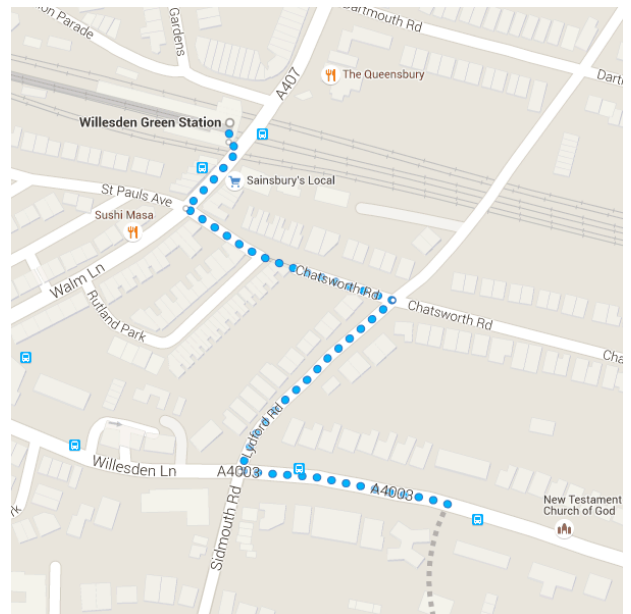 on Parade
Gardens
Dartmouth Rd
Dart
A407
The Queensbury
Willesden Green Station
Sainsbury's Local
St Pauls Ave
Sushi Masa
Walm Ln
Rutland Park
Chatsworth Rd
Chatsworth Rd
Cha
Lydford Rd
Willesden Ln
A4003
A4003
Sidmouth Rd
New Testament
Church of God